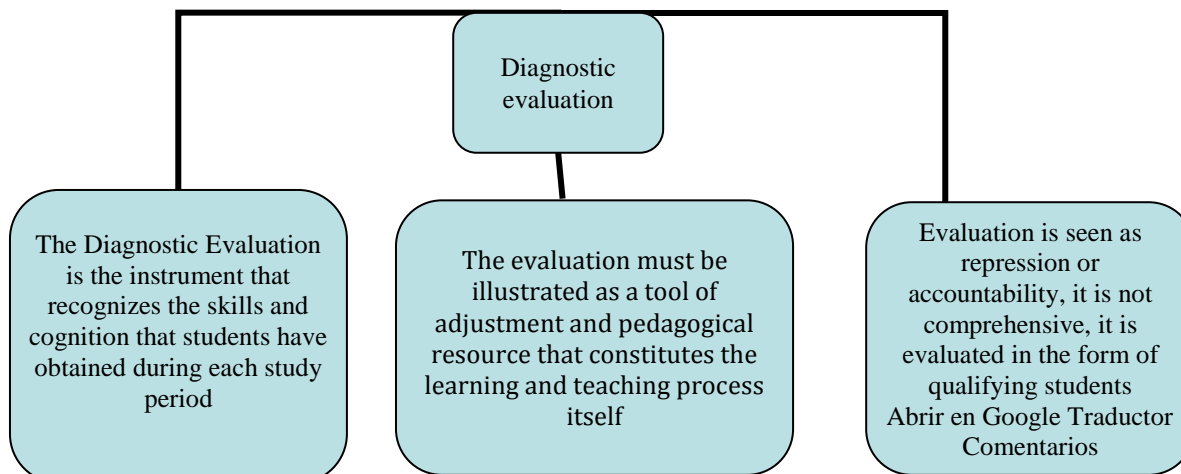 Diagnostic
evaluation
The Diagnostic Evaluation
is the instrument that
recognizes the skills and
cognition that students have
obtained during each study
period
The evaluation must be
illustrated as a tool of
adjustment and pedagogical
resource that constitutes the
learning and teaching process
itself
Evaluation is seen as
repression or
accountability, it is not
comprehensive, it is
evaluated in the form of
qualifying students
Abrir en Google Traductor
Comentarios